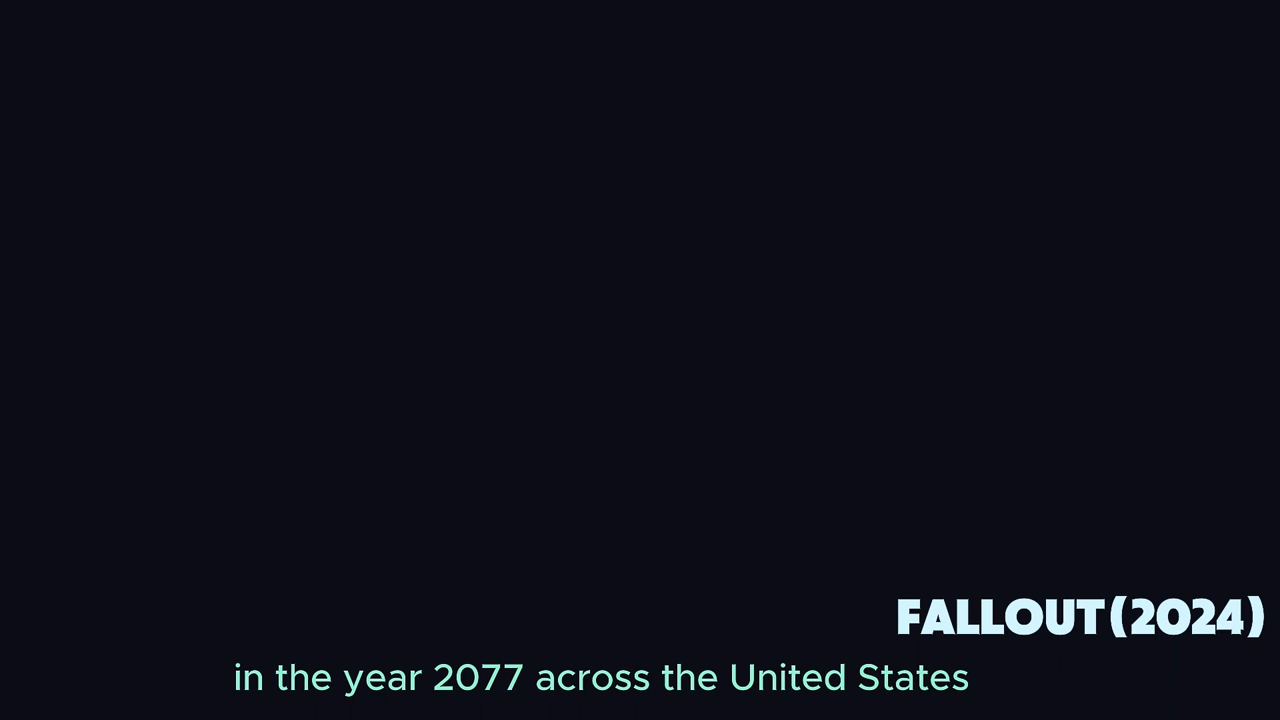 FALLOUT (2024)
in the year 2077 across the United States